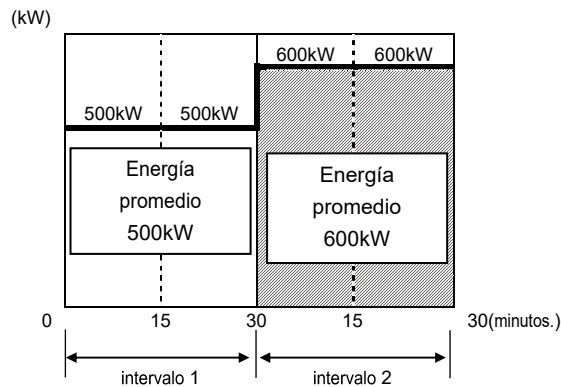 (kW)
600kW 600kW
500kW 500kW
Energía
promedio
500kW
Energía
promedio
600kW
0 15 30 15 30(minutos.)
intervalo 1 intervalo 2